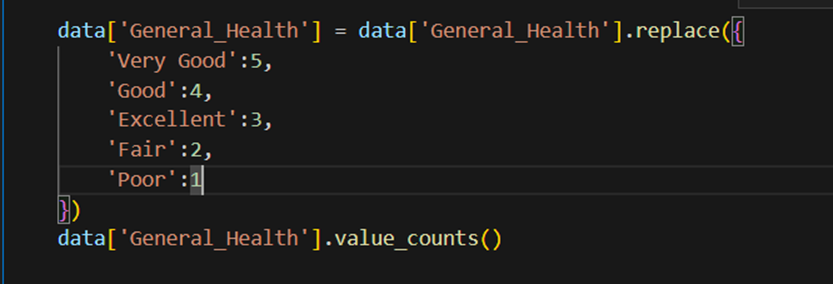 data['General_Health'] = data['General_Health'].replace({
    'Very Good':5,
    'Good':4,
    'Excellent':3,
    'Fair':2,
    'Poor':1
})
data['General_Health'].value_counts()